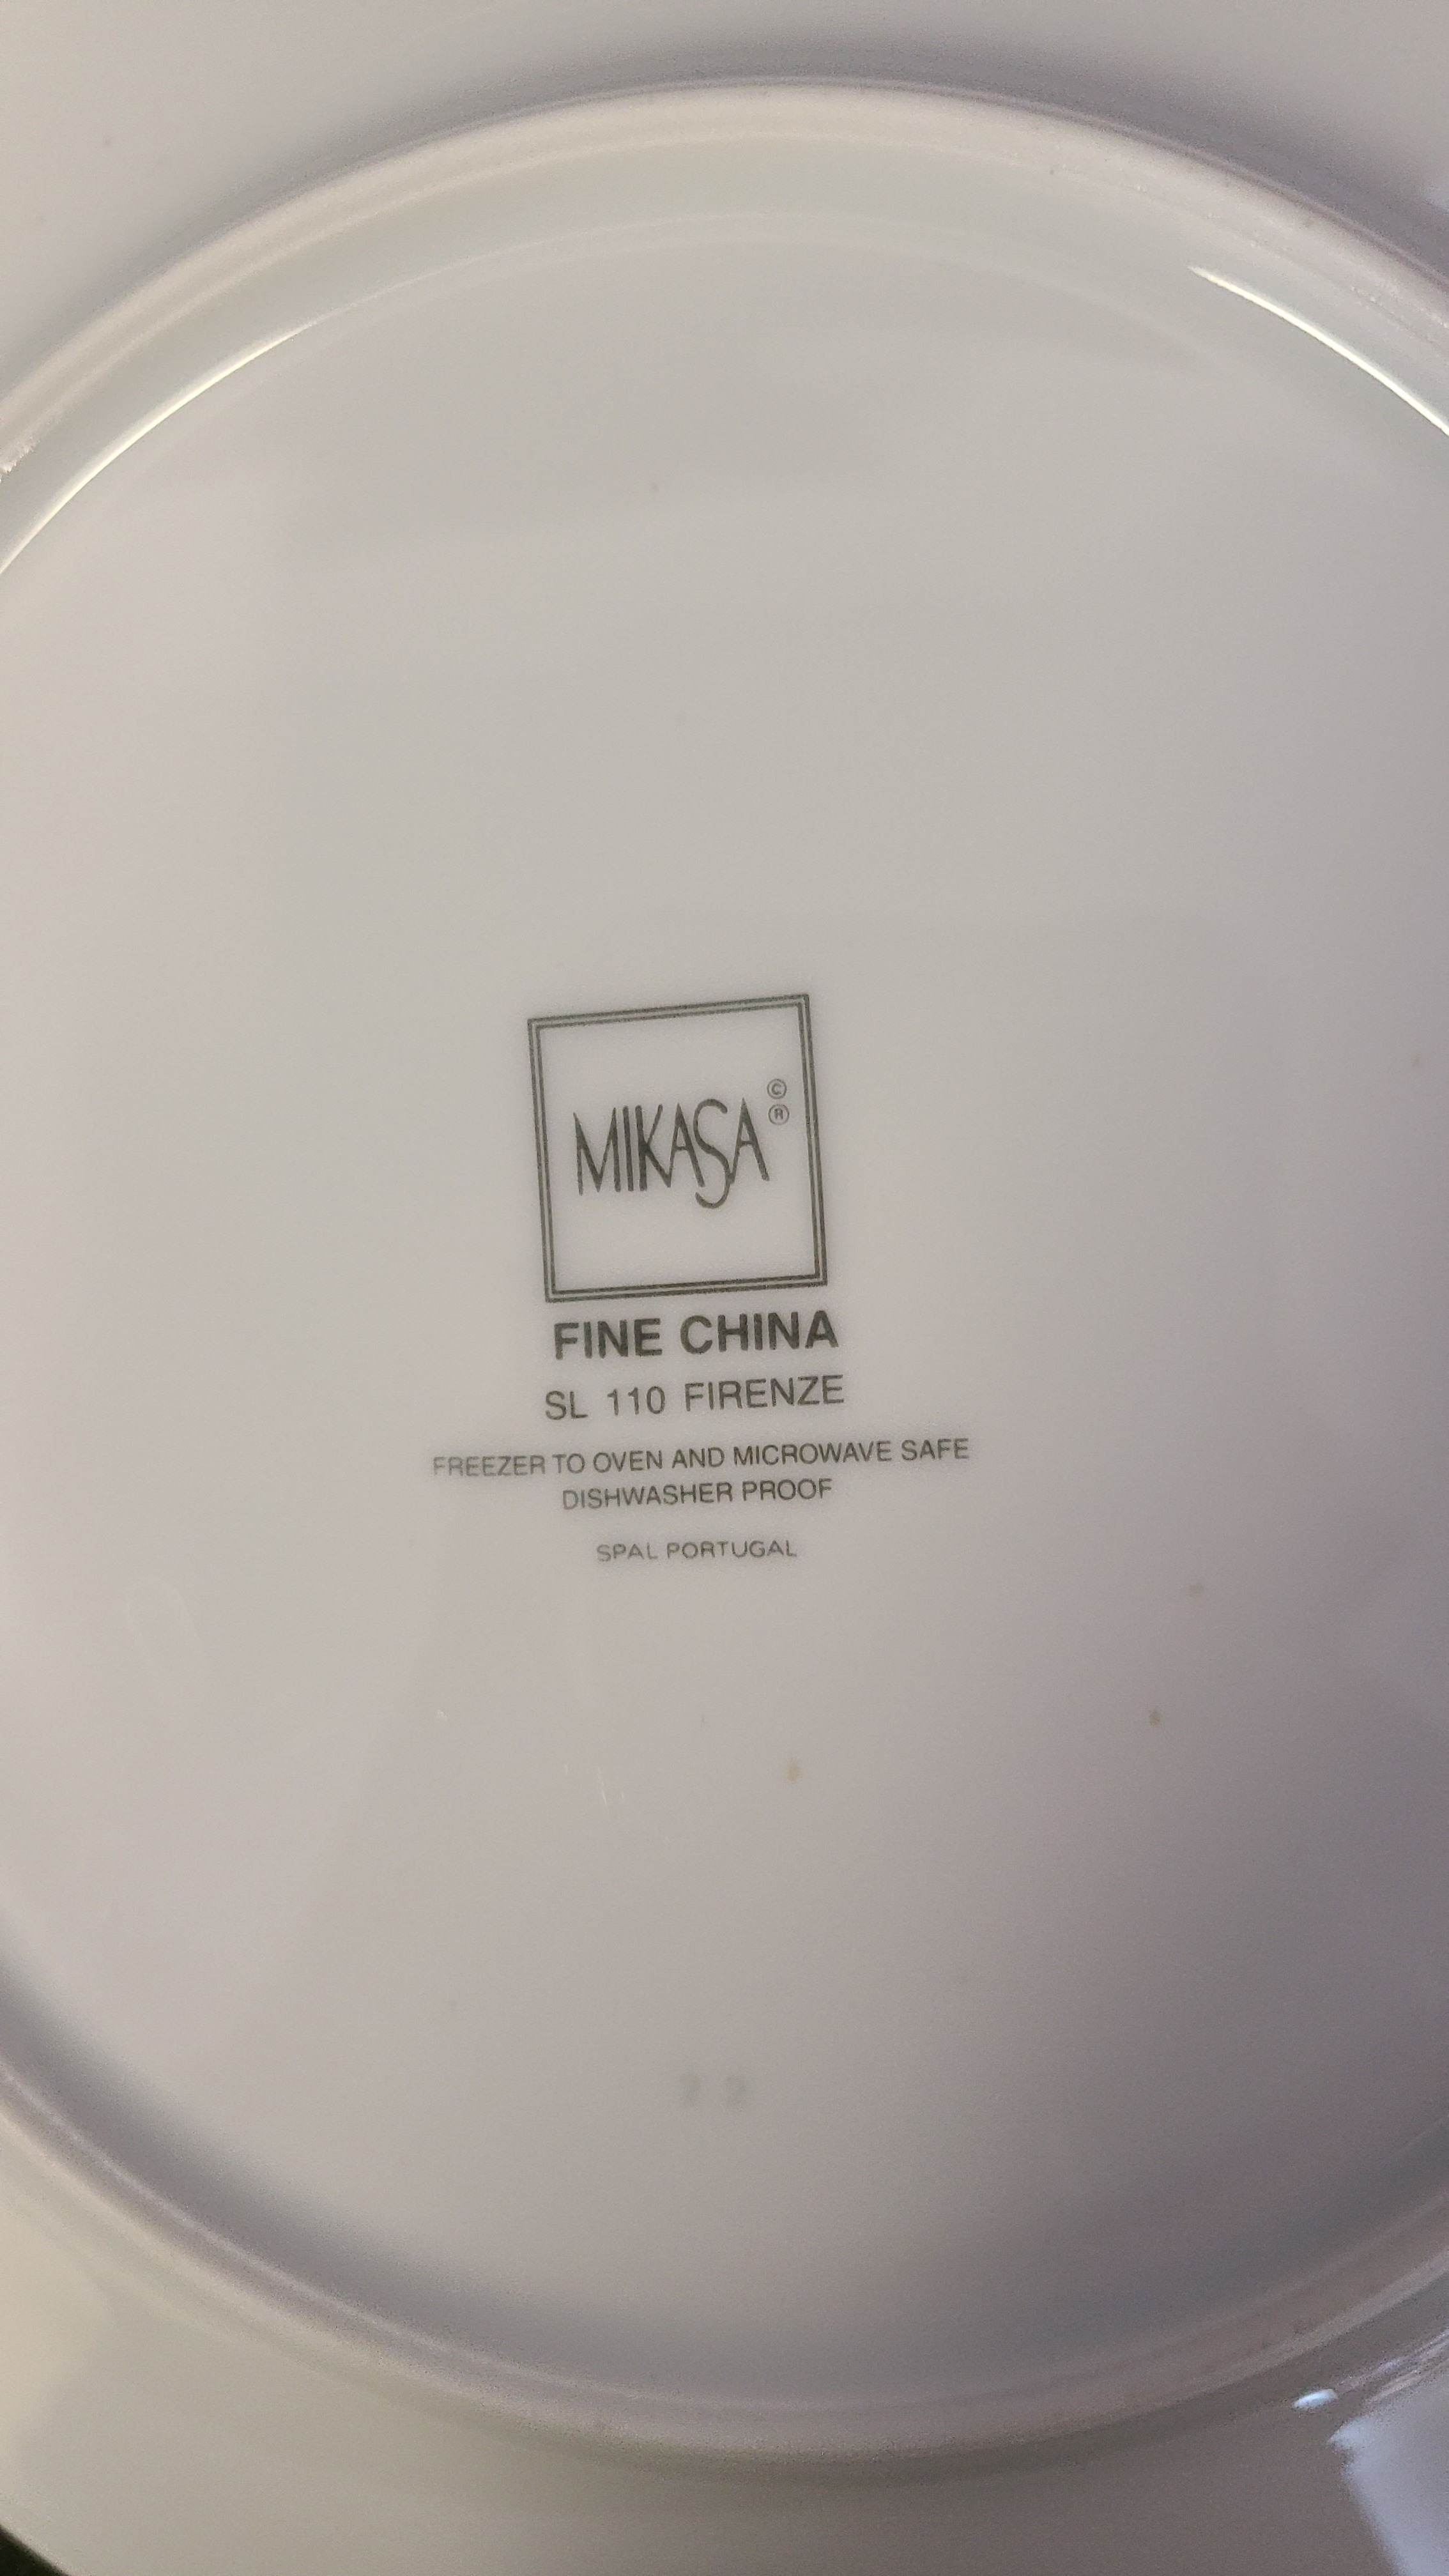 MIKASA ©
®
FINE CHINA
SL 110 FIRENZE
FREEZER TO OVEN AND MICROWAVE SAFE
DISHWASHER PROOF
SPAL PORTUGAL